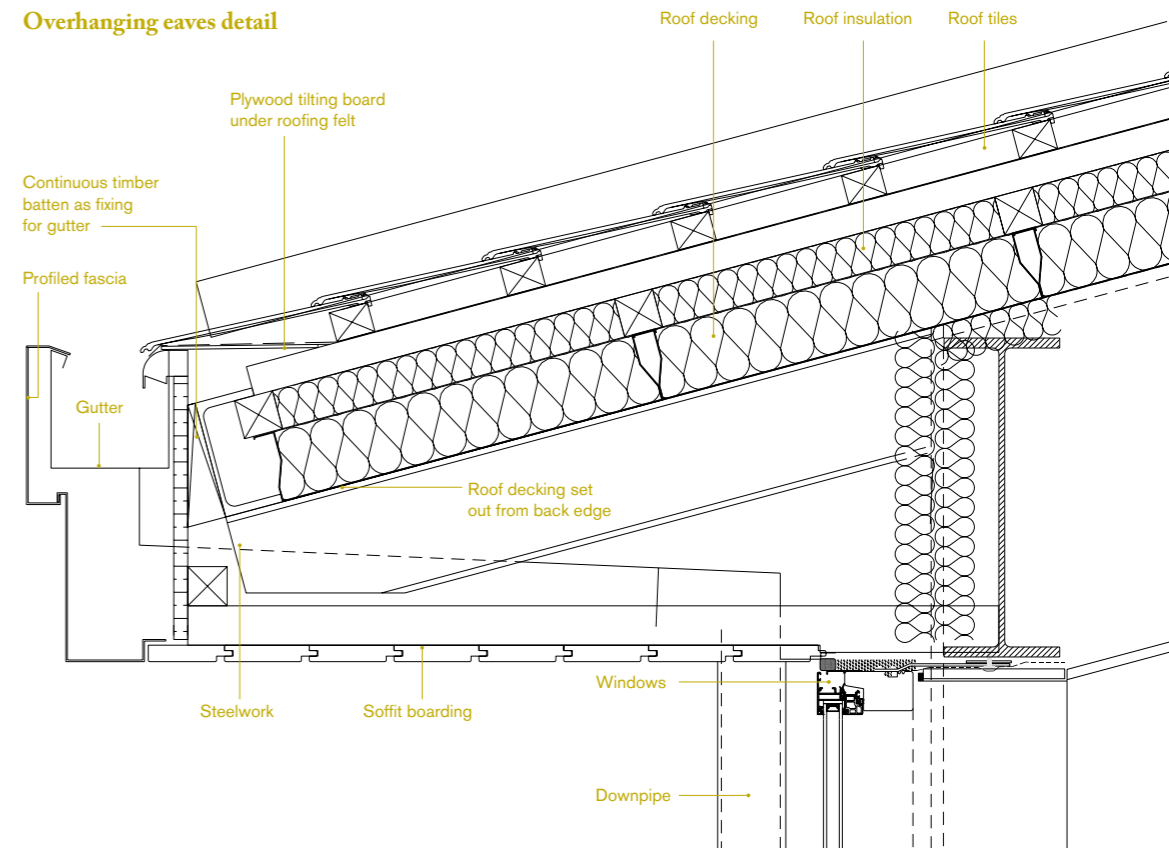 Overhanging eaves detail
Roof decking
Roof insulation
Roof tiles
Plywood tilting board
under roofing felt
Continuous timber
batten as fixing
for gutter
Profiled fascia
Gutter
Roof decking set
out from back edge
Steelwork
Soffit boarding
Windows
Downpipe